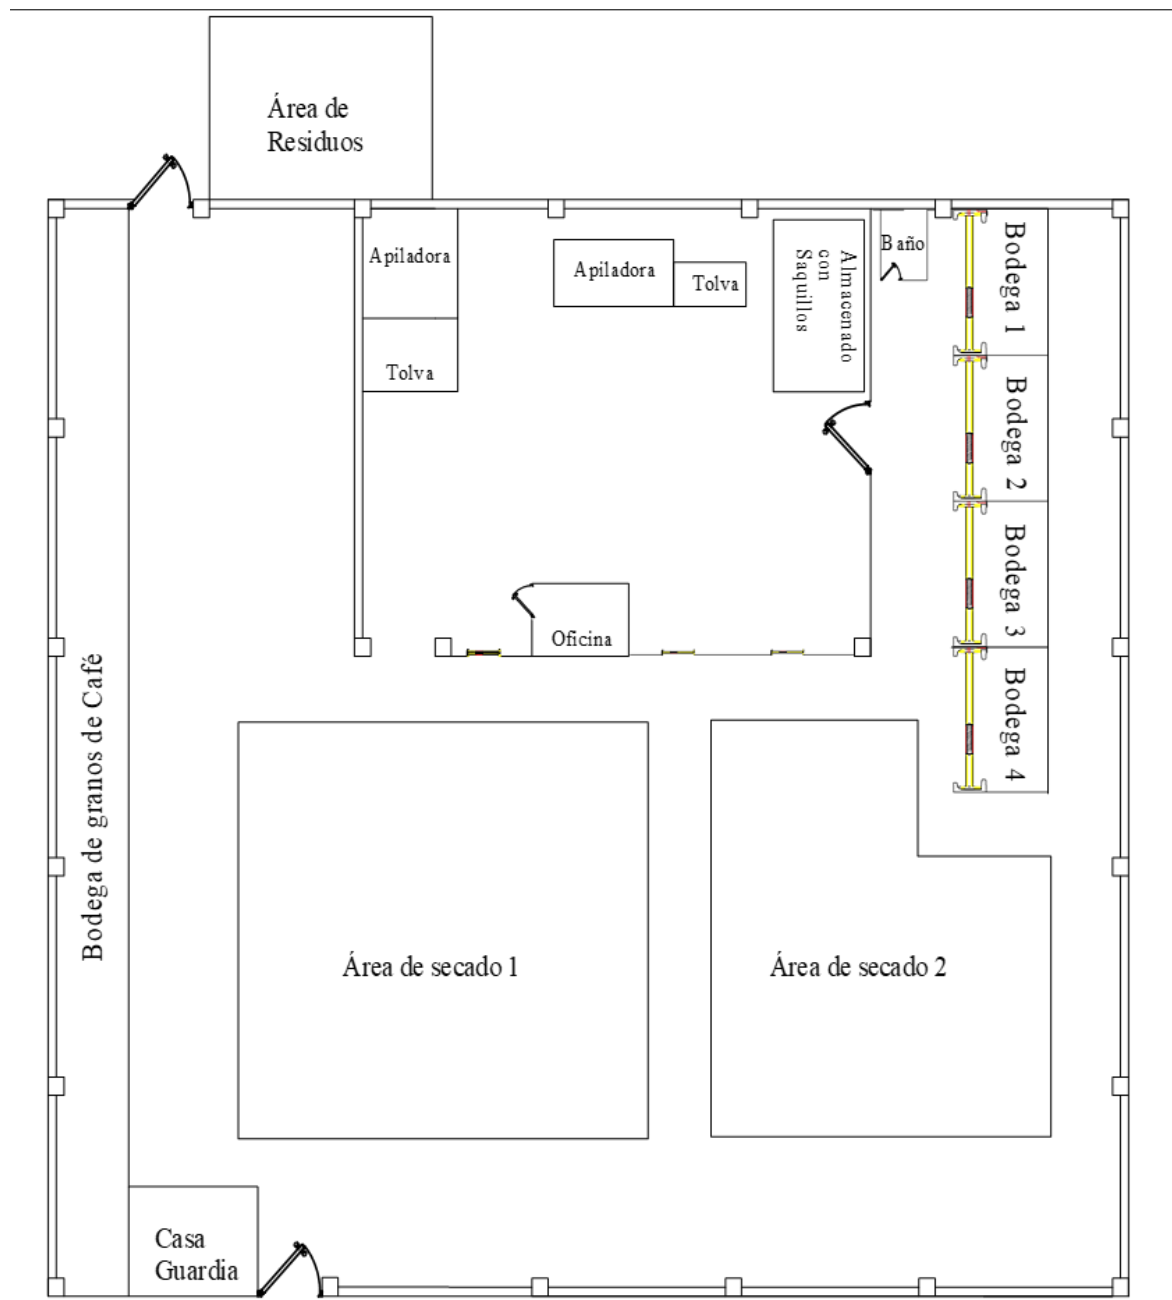 Área de
Residuos
Apiladora
Tolva
Apiladora
Tolva
Almacenado
con
Saquillos
Baño
Bodega 1
Bodega 2
Bodega 3
Bodega 4
Oficina
Bodega de granos de Café
Área de secado 1
Área de secado 2
Casa
Guardia